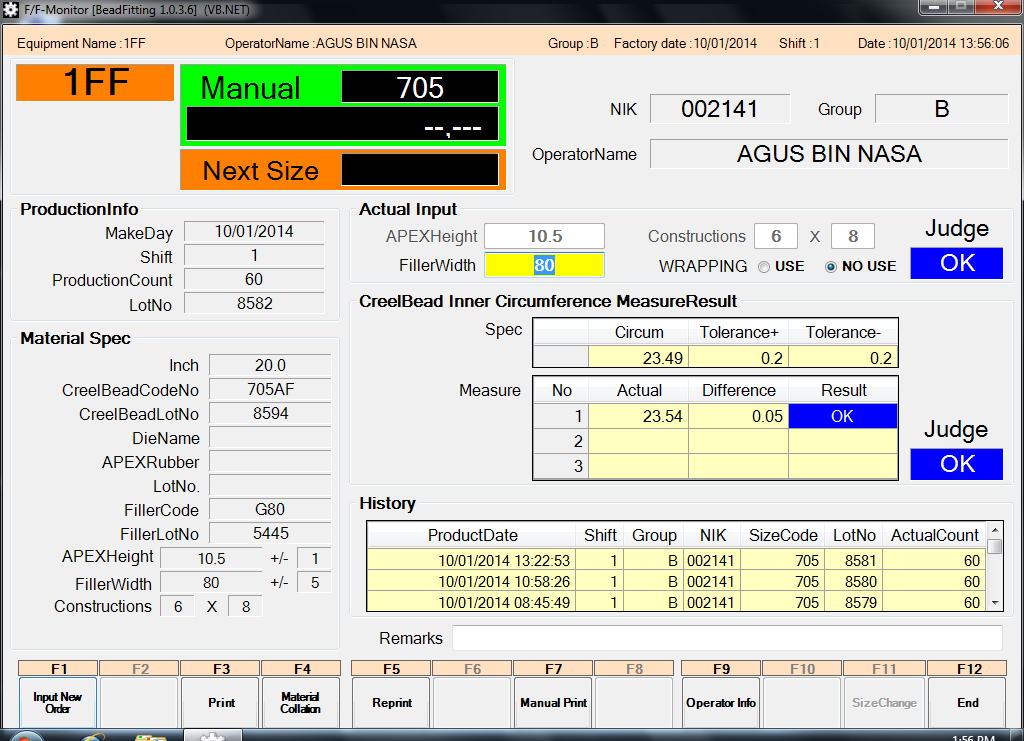 F/F-Monitor [BeadFitting 1.0.3.6] (VB.NET)
Equipment Name :1FF OperatorName :AGUS BIN NASA Group :B Factory date :10/01/2014 Shift :1 Date :10/01/2014 13:56:06
1FF
Manual 705
--,---
Next Size
NIK 002141 Group B
OperatorName AGUS BIN NASA
ProductionInfo
MakeDay 10/01/2014
Shift 1
ProductionCount 60
LotNo 8582
Material Spec
Inch 20.0
CreelBeadCodeNo 705AF
CreelBeadLotNo 8594
DieName
APEXRubber
LotNo.
FillerCode G80
FillerLotNo 5445
APEXHeight 10.5 +/- 1
FillerWidth 80 +/- 5
Constructions 6 X 8
Actual Input
APEXHeight 10.5 Constructions 6 X 8
FillerWidth 80 WRAPPING USE NO USE
Judge
OK
CreelBead Inner Circumference MeasureResult
Spec Circum Tolerance+ Tolerance-
23.49 0.2 0.2
Measure No Actual Difference Result
1 23.54 0.05 OK
2
3
Judge
OK
History
ProductDate Shift Group NIK SizeCode LotNo ActualCount
10/01/2014 13:22:53 1 B 002141 705 8581 60
10/01/2014 10:58:26 1 B 002141 705 8580 60
10/01/2014 08:45:49 1 B 002141 705 8579 60
Remarks
F1 F2 F3 F4 F5 F6 F7 F8 F9 F10 F11 F12
Input New Order Print Material Collation Reprint Manual Print Operator Info SizeChange End
1:56 PM